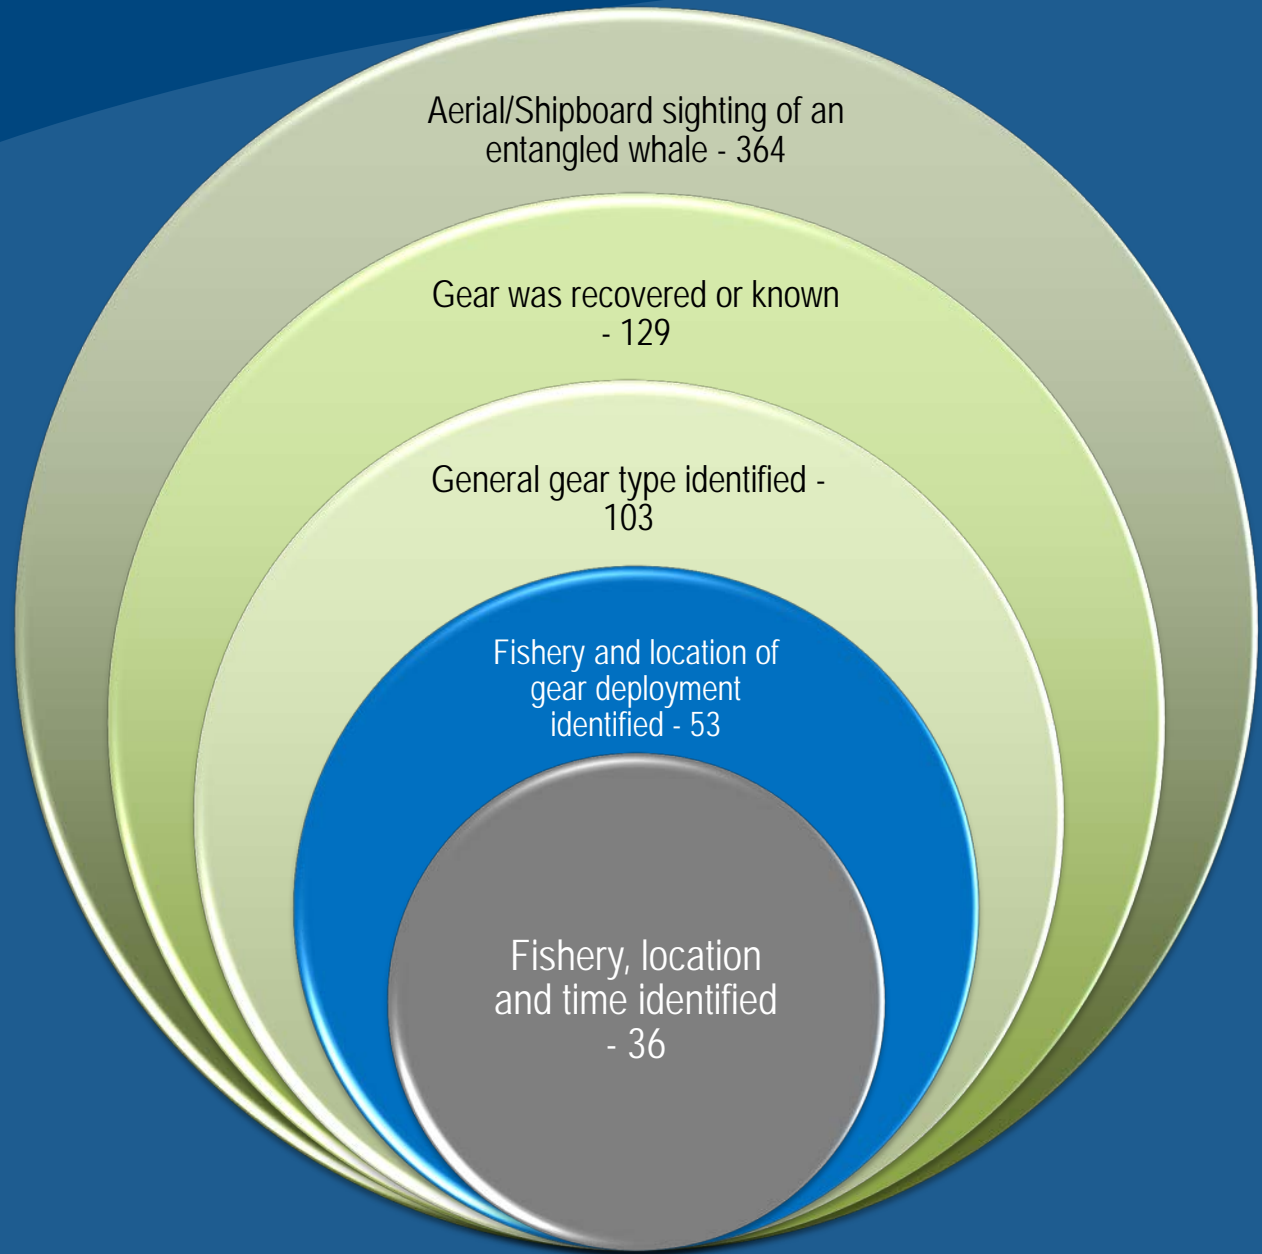 Aerial/Shipboard sighting of an
entangled whale - 364
Gear was recovered or known
- 129
General gear type identified -
103
Fishery and location of
gear deployment
identified - 53
Fishery, location
and time identified
- 36